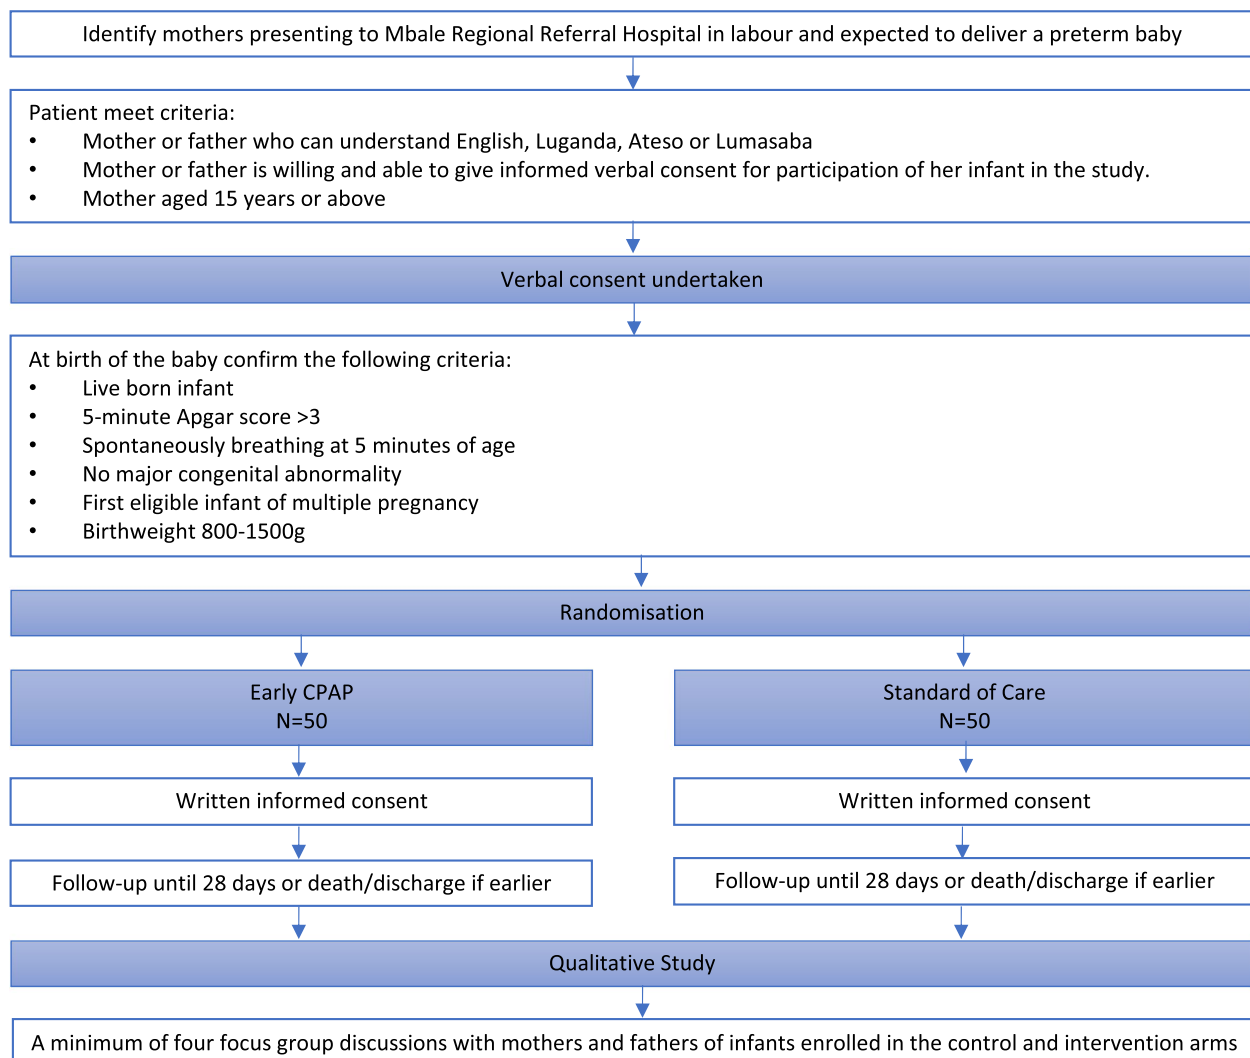 Identify mothers presenting to Mbale Regional Referral Hospital in labour and expected to deliver a preterm baby
Patient meet criteria:
• Mother or father who can understand English, Luganda, Ateso or Lumasaba
• Mother or father is willing and able to give informed verbal consent for participation of her infant in the study.
• Mother aged 15 years or above
Verbal consent undertaken
At birth of the baby confirm the following criteria:
• Live born infant
• 5-minute Apgar score >3
• Spontaneously breathing at 5 minutes of age
• No major congenital abnormality
• First eligible infant of multiple pregnancy
• Birthweight 800-1500g
Randomisation
Early CPAP
N=50
Standard of Care
N=50
Written informed consent
Written informed consent
Follow-up until 28 days or death/discharge if earlier
Follow-up until 28 days or death/discharge if earlier
Qualitative Study
A minimum of four focus group discussions with mothers and fathers of infants enrolled in the control and intervention arms